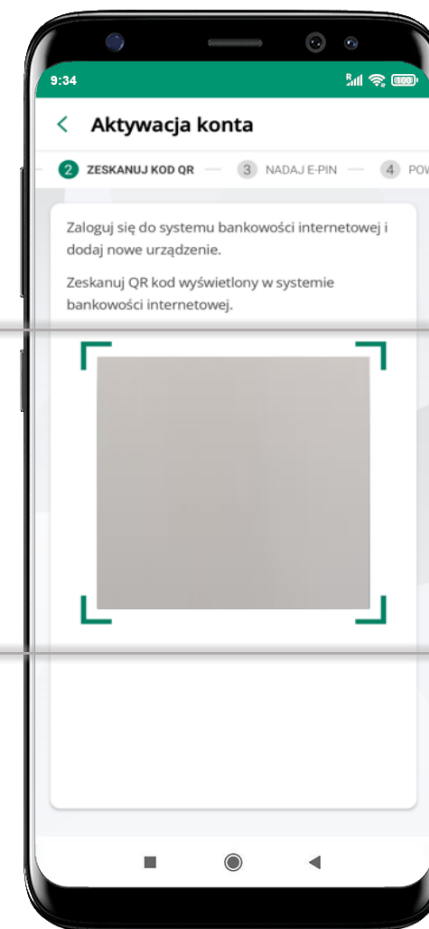 9:34
Aktywacja konta
2 ZESKANUJ KOD QR 3 NADAJ E-PIN 4
Zaloguj się do systemu bankowości internetowej i
dodaj nowe urządzenie.
Zeskanuj QR kod wyświetlony w systemie
bankowości internetowej.